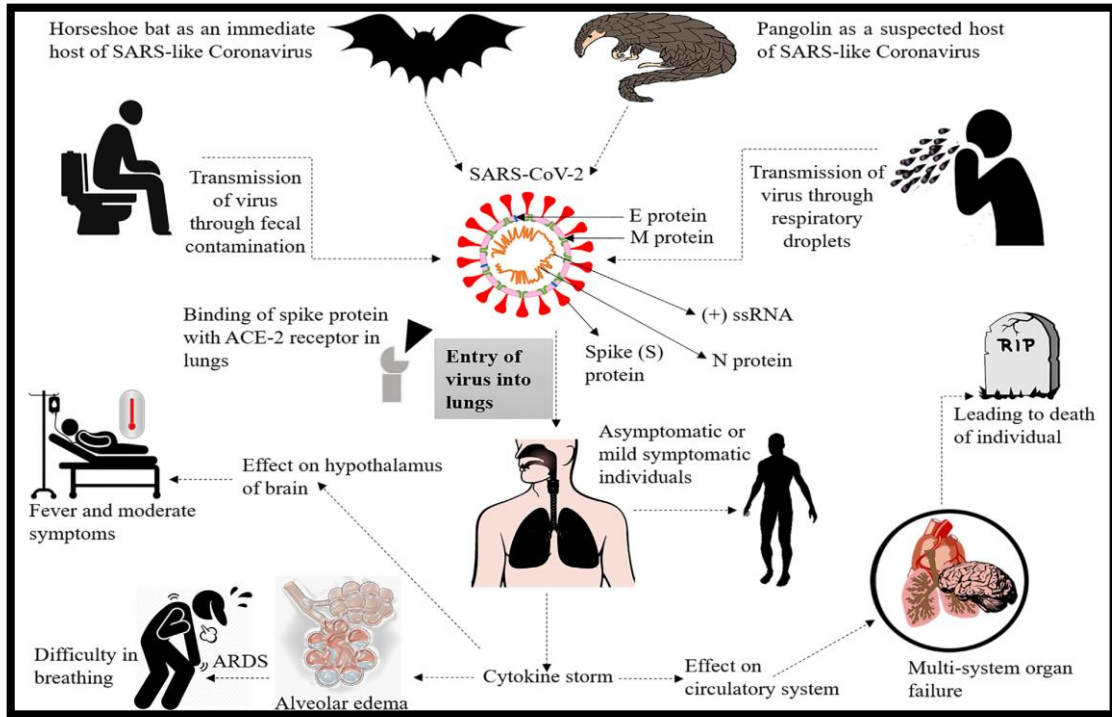 Horseshoe bat as an immediate
host of SARS-like Coronavirus
Pangolin as a suspected host
of SARS-like Coronavirus
SARS-CoV-2
Transmission
of virus
through fecal
contamination
E protein
M protein
Transmission of
virus through
respiratory
droplets
(+) ssRNA
N protein
Spike (S)
protein
Binding of spike protein
with ACE-2 receptor in
lungs
Entry of
virus into
lungs
RIP
Leading to death
of individual
Asymptomatic or
mild symptomatic
individuals
Effect on hypothalamus
of brain
Fever and moderate
symptoms
Difficulty in
breathing
ARDS
Alveolar edema
Cytokine storm
Effect on
circulatory system
Multi-system organ
failure